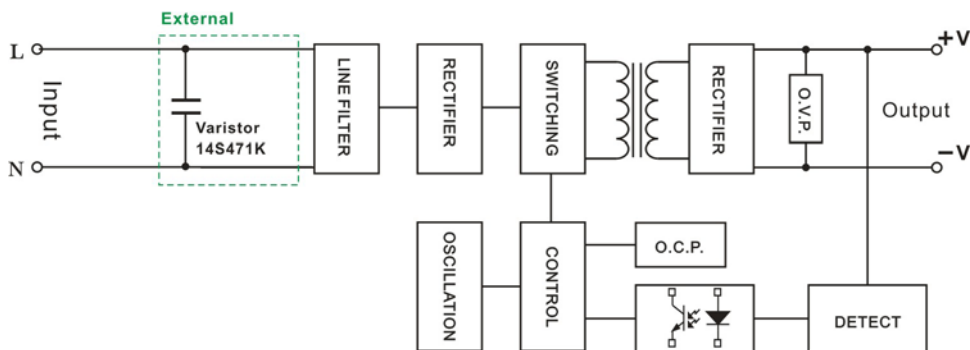 External
L
+V
Input
Varistor
14S471K
LINE FILTER
RECTIFIER
SWITCHING
RECTIFIER
O.V.P.
Output
N
−V
OSCILLATION
CONTROL
O.C.P.
DETECT